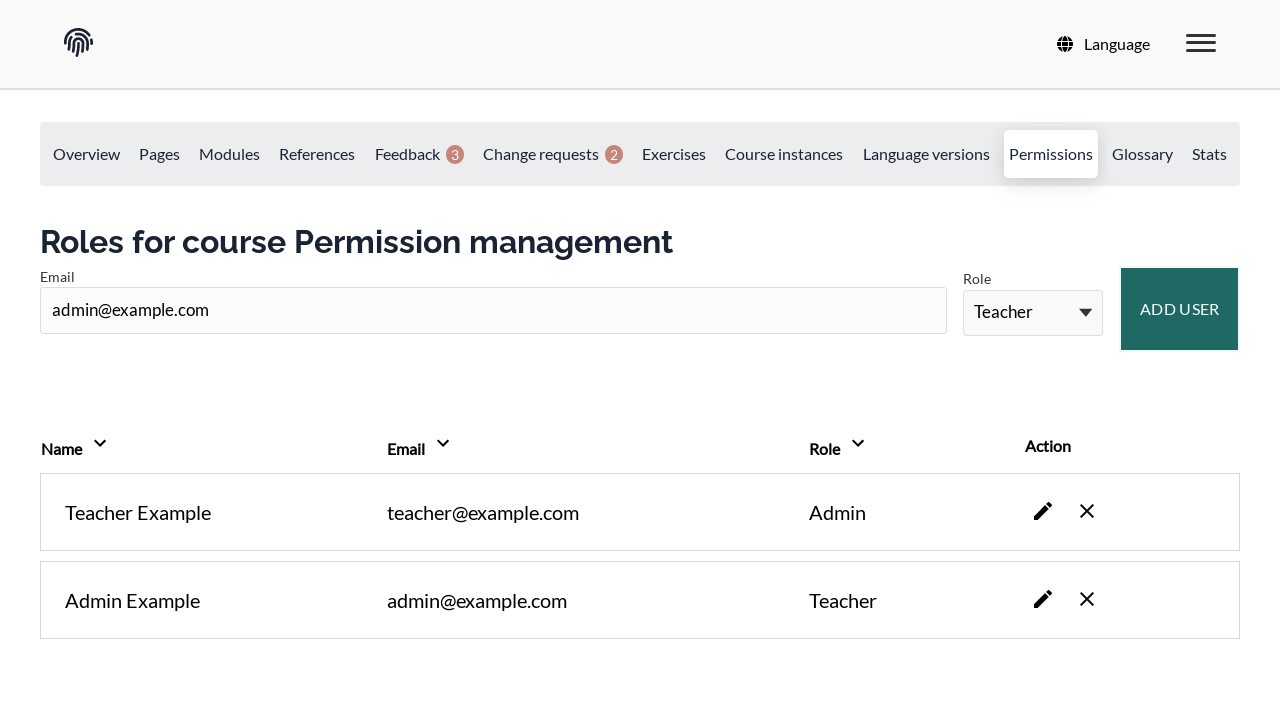 Language
Overview Pages Modules References Feedback 3 Change requests 2 Exercises Course instances Language versions Permissions Glossary Stats
Roles for course Permission management
Email
Role
admin@example.com
Teacher
ADD USER
Name Email Role Action
Teacher Example teacher@example.com Admin
Admin Example admin@example.com Teacher